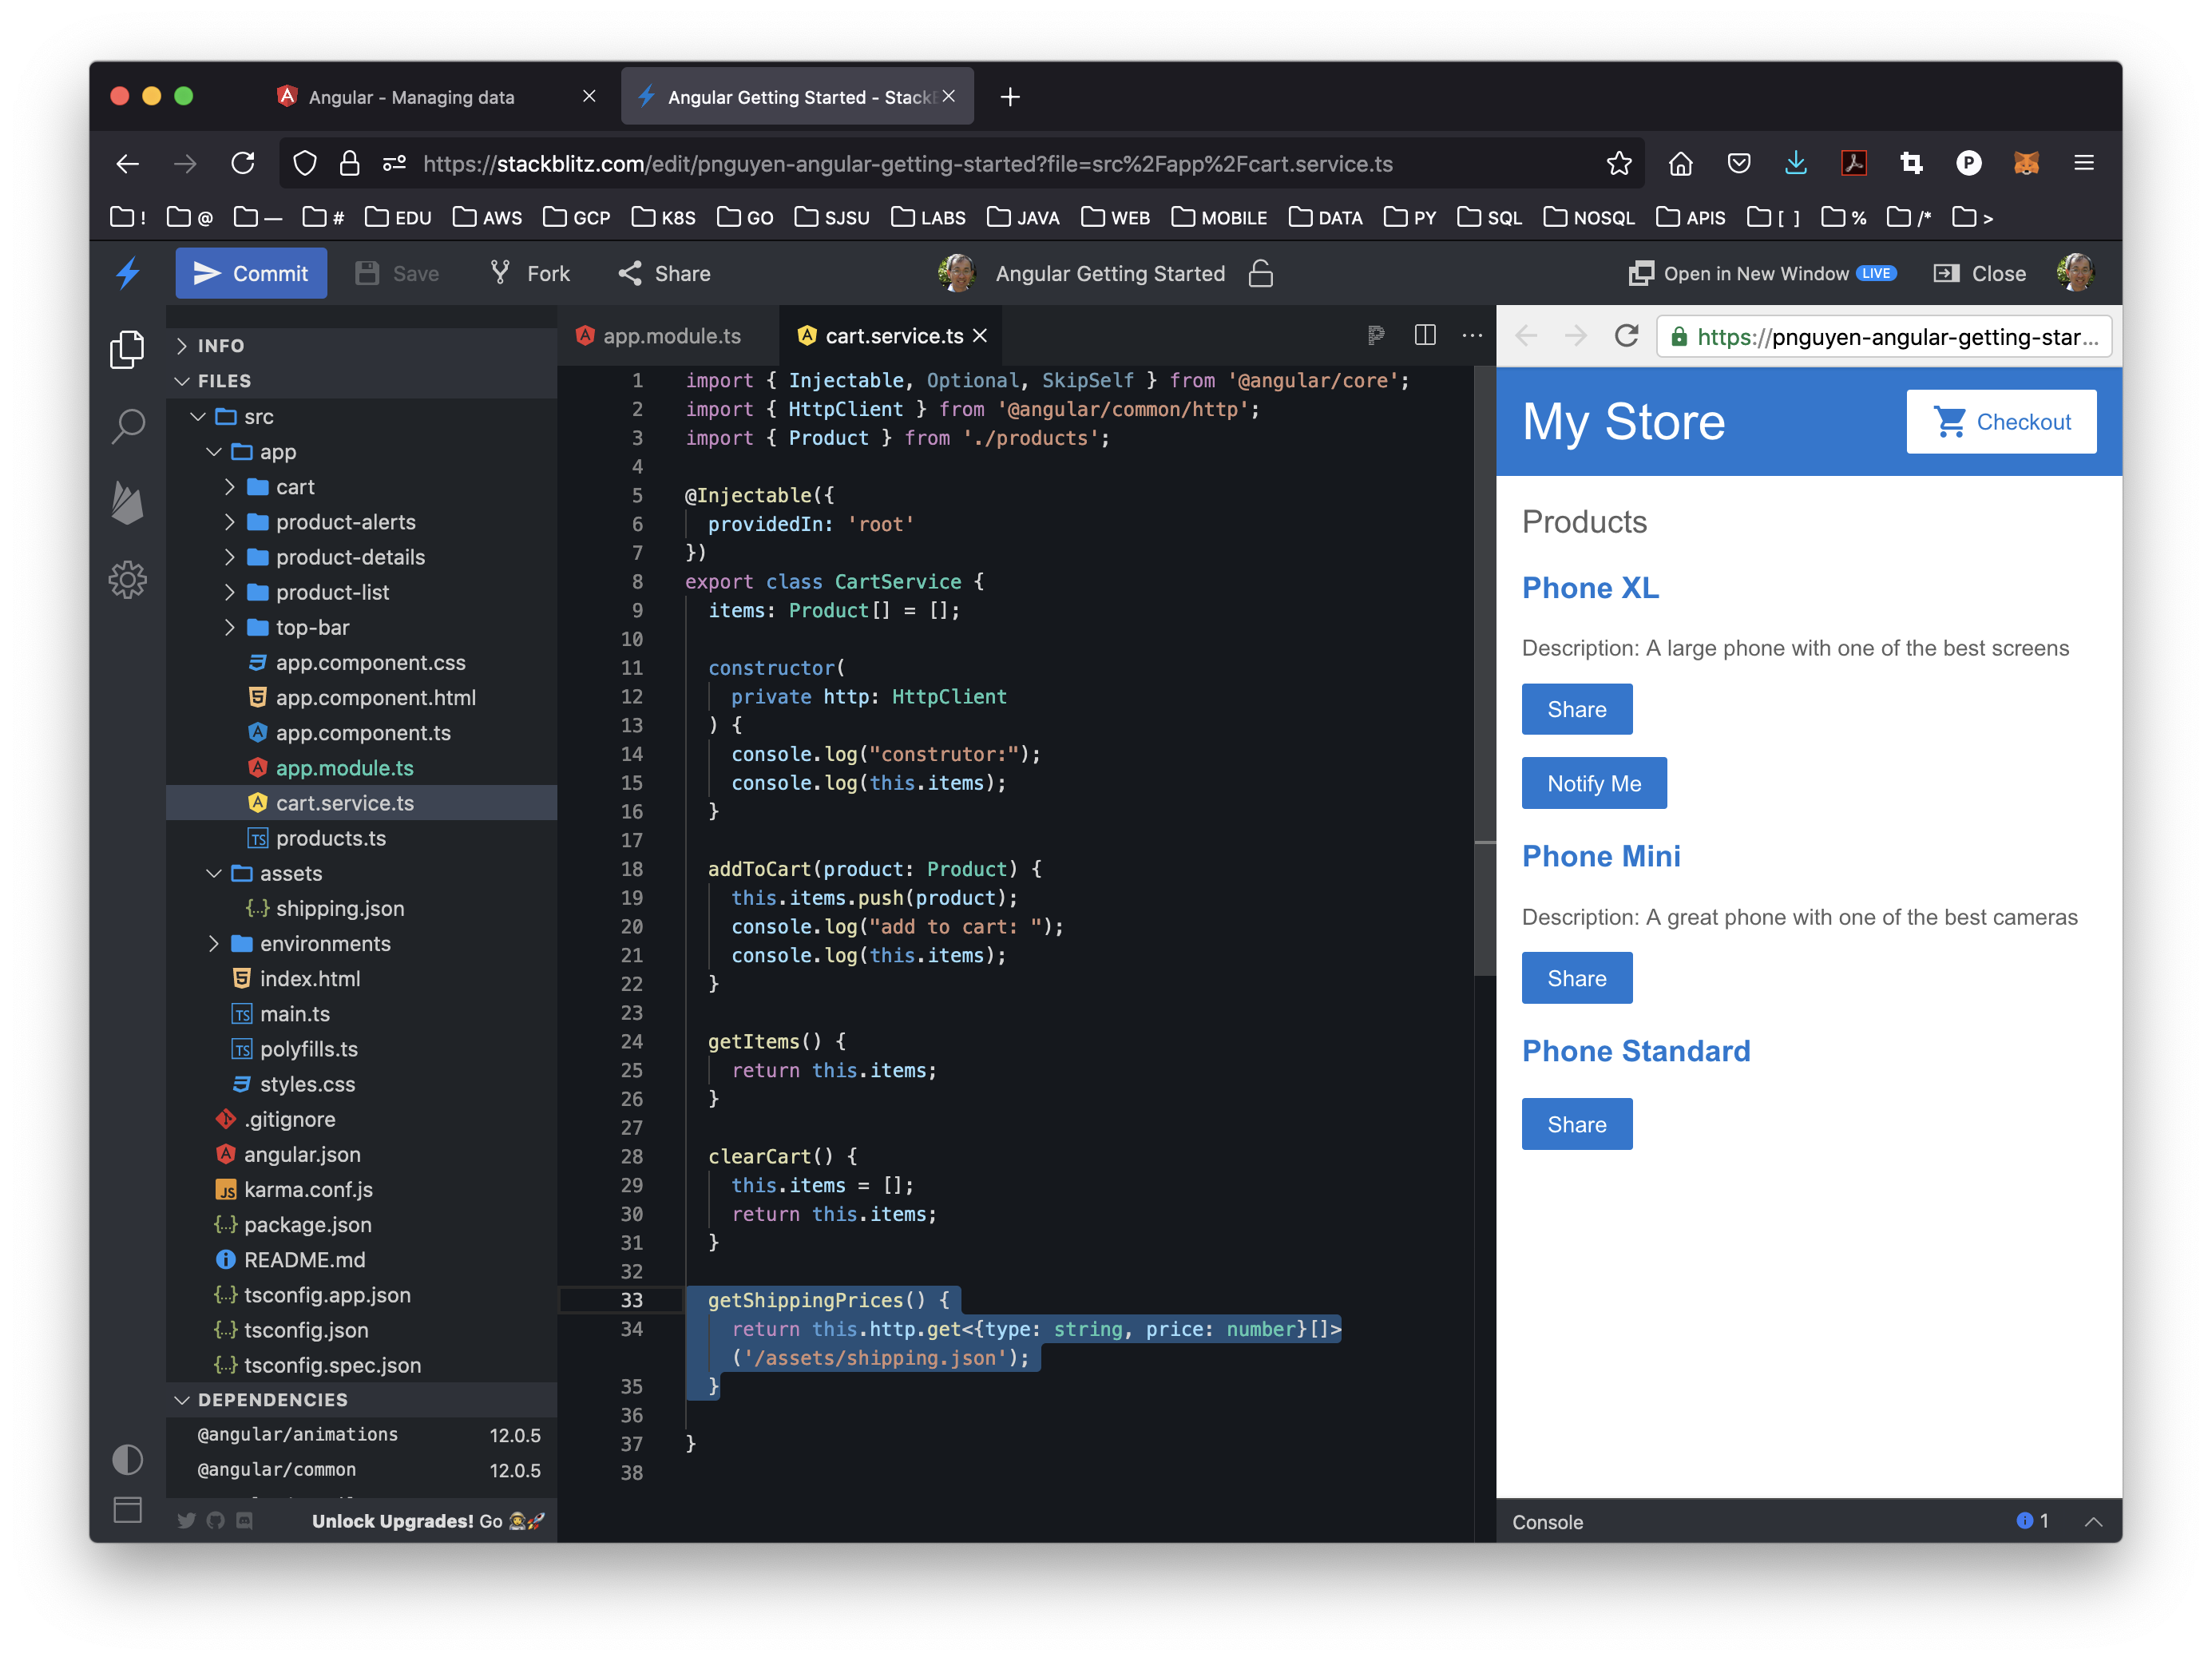 Angular - Managing data
Angular Getting Started - StackB
https://stackblitz.com/edit/pnguyen-angular-getting-started?file=src%2Fapp%2Fcart.service.ts
! @ — # EDU AWS GCP K8S GO SJSU LABS JAVA WEB MOBILE DATA PY SQL NOSQL APIS [ ] % /* >
Commit Save Fork Share Angular Getting Started Open in New Window LIVE Close
INFO
FILES
src
app
cart
product-alerts
product-details
product-list
top-bar
app.component.css
app.component.html
app.component.ts
app.module.ts
cart.service.ts
products.ts
assets
shipping.json
environments
index.html
main.ts
polyfills.ts
styles.css
.gitignore
angular.json
karma.conf.js
package.json
README.md
tsconfig.app.json
tsconfig.json
tsconfig.spec.json
DEPENDENCIES
@angular/animations 12.0.5
@angular/common 12.0.5
Unlock Upgrades! Go
app.module.ts cart.service.ts
1 import { Injectable, Optional, SkipSelf } from '@angular/core';
2 import { HttpClient } from '@angular/common/http';
3 import { Product } from './products';
4
5 @Injectable({
6 providedIn: 'root'
7 })
8 export class CartService {
9 items: Product[] = [];
10
11 constructor(
12 private http: HttpClient
13 ) {
14 console.log("construtor:");
15 console.log(this.items);
16 }
17
18 addToCart(product: Product) {
19 this.items.push(product);
20 console.log("add to cart: ");
21 console.log(this.items);
22 }
23
24 getItems() {
25 return this.items;
26 }
27
28 clearCart() {
29 this.items = [];
30 return this.items;
31 }
32
33 getShippingPrices() {
34 return this.http.get<{type: string, price: number}[]>
('/assets/shipping.json');
35 }
36
37 }
38
https://pnguyen-angular-getting-star...
My Store
Checkout
Products
Phone XL
Description: A large phone with one of the best screens
Share
Notify Me
Phone Mini
Description: A great phone with one of the best cameras
Share
Phone Standard
Share
Console 1